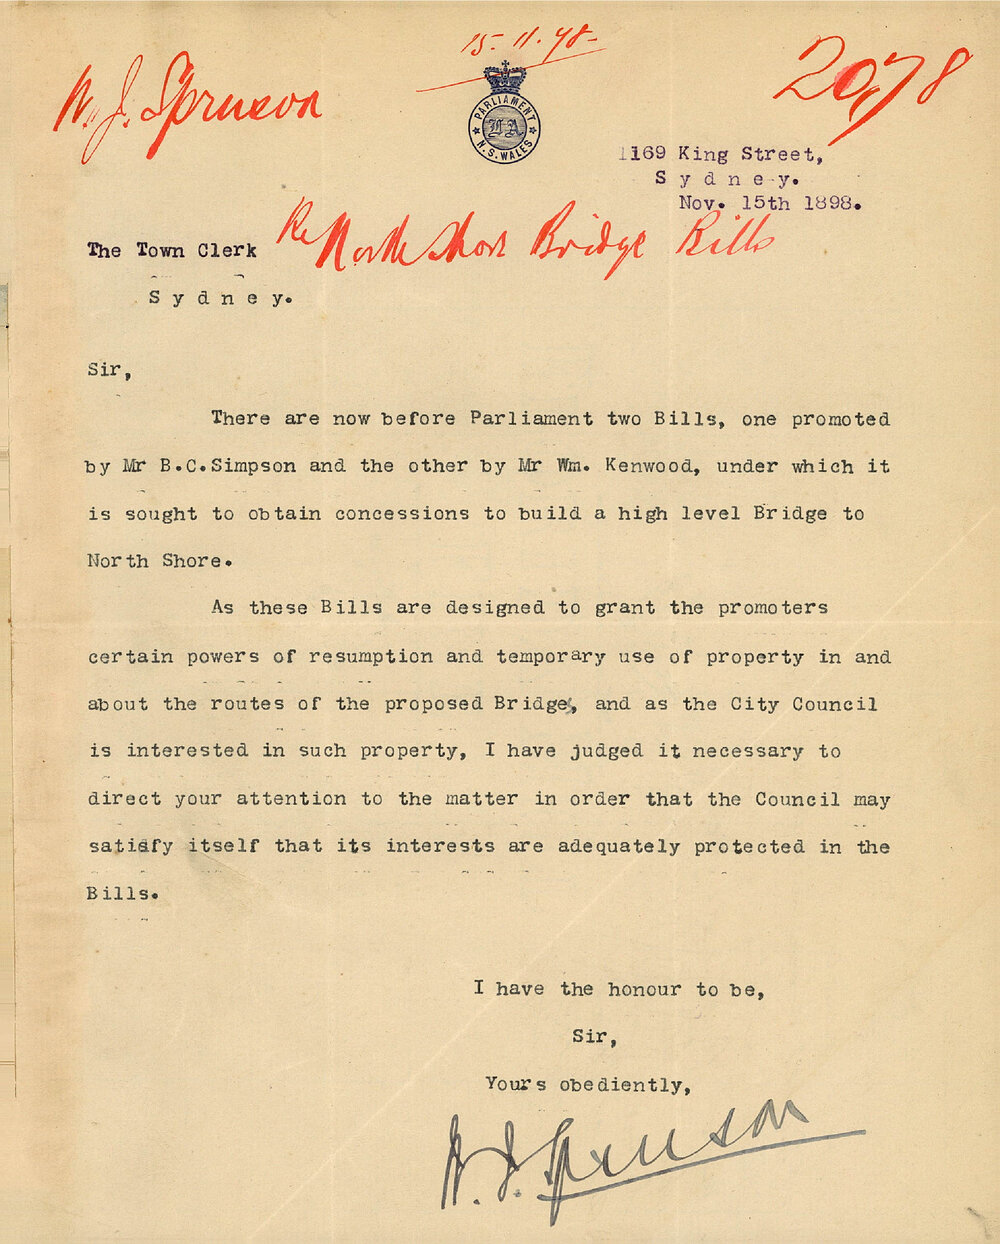 15.11.98
W. J. Spruson
2078
PARLIAMENT
LA
N.S.WALES
1169 King Street,
Sydney.
Nov. 15th 1898.
Re North Shore Bridge Bills
The Town Clerk
Sydney.
Sir,
There are now before Parliament two Bills, one promoted
by Mr B.C.Simpson and the other by Mr Wm. Kenwood, under which it
is sought to obtain concessions to build a high level Bridge to
North Shore.
As these Bills are designed to grant the promoters
certain powers of resumption and temporary use of property in and
about the routes of the proposed Bridge, and as the City Council
is interested in such property, I have judged it necessary to
direct your attention to the matter in order that the Council may
satisfy itself that its interests are adequately protected in the
Bills.
I have the honour to be,
Sir,
Yours obediently,
W. J. Spruson